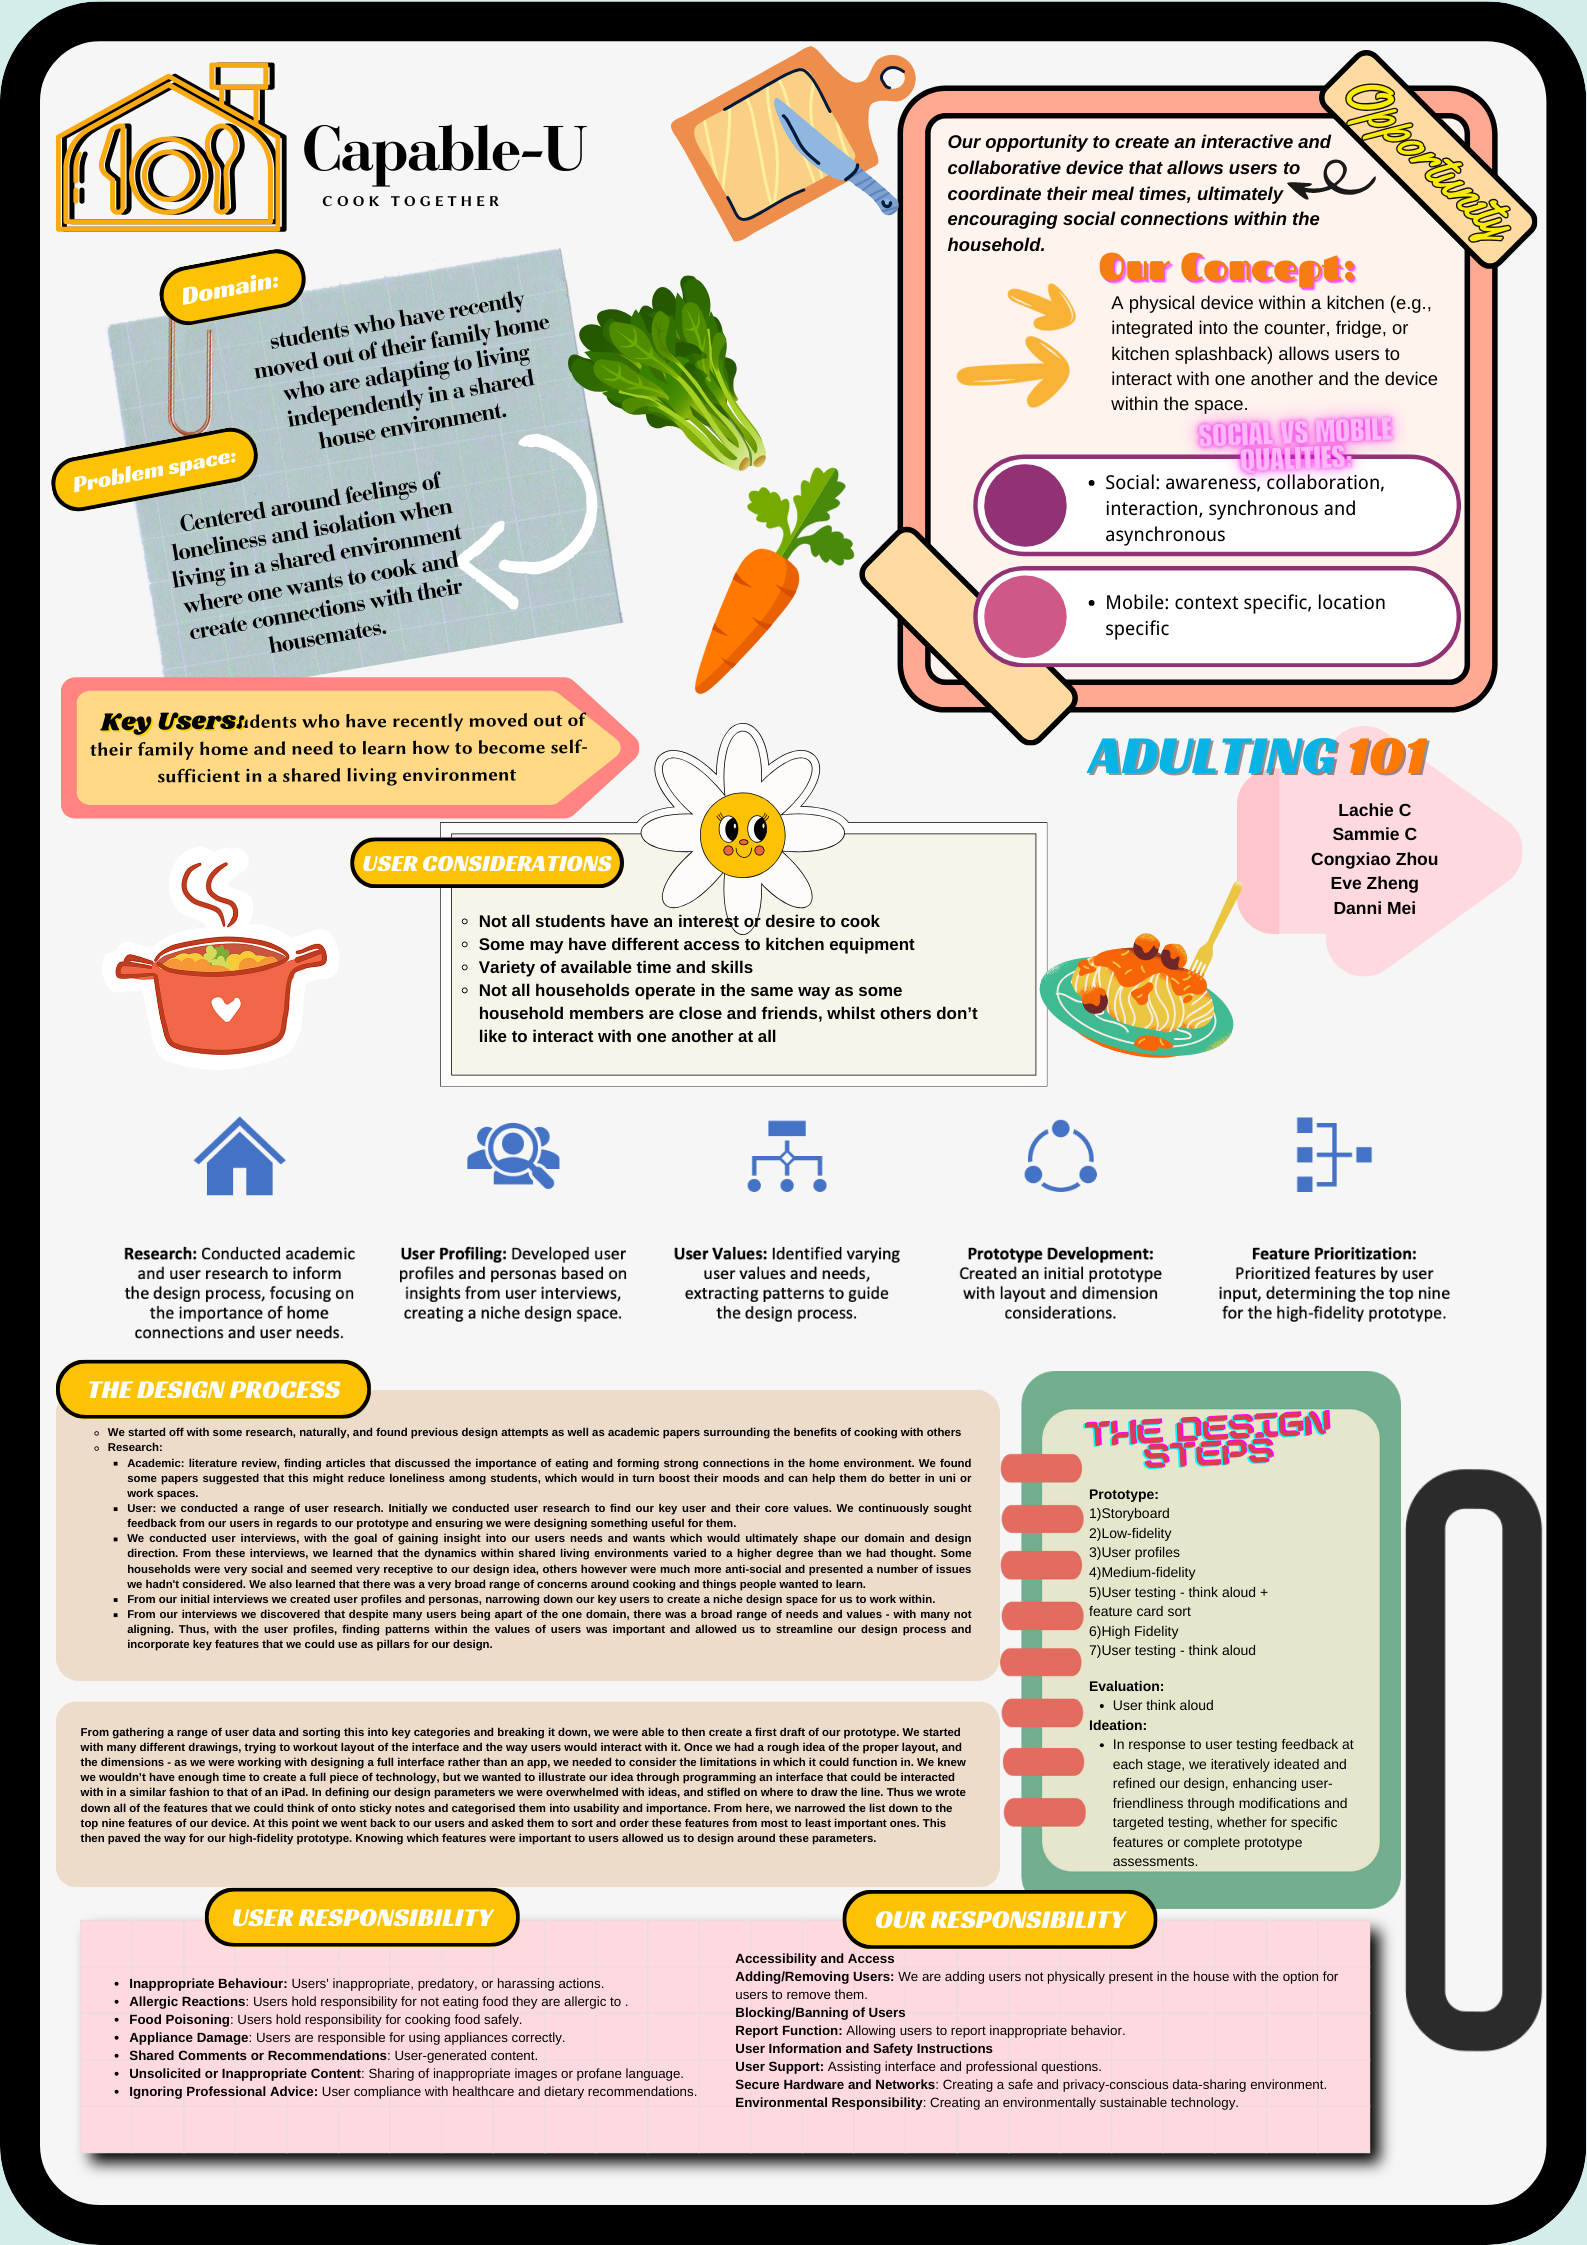 Capable-U
COOK TOGETHER
Opportunity
Our opportunity to create an interactive and
collaborative device that allows users to
coordinate their meal times, ultimately
encouraging social connections within the
household.
Our Concept:
A physical device within a kitchen (e.g.,
integrated into the counter, fridge, or
kitchen splashback) allows users to
interact with one another and the device
within the space.
SOCIAL VS MOBILE
QUALITIES:
• Social: awareness, collaboration,
interaction, synchronous and
asynchronous
• Mobile: context specific, location
specific
Domain:
students who have recently
moved out of their family home
who are adapting to living
independently in a shared
house environment.
Problem space:
Centered around feelings of
loneliness and isolation when
living in a shared environment
where one wants to cook and
create connections with their
housemates.
Key Users: udents who have recently moved out of
their family home and need to learn how to become self-
sufficient in a shared living environment
ADULTING 101
Lachie C
Sammie C
Congxiao Zhou
Eve Zheng
Danni Mei
USER CONSIDERATIONS
Not all students have an interest or desire to cook
Some may have different access to kitchen equipment
Variety of available time and skills
Not all households operate in the same way as some
household members are close and friends, whilst others don't
like to interact with one another at all
Research: Conducted academic
and user research to inform
the design process, focusing on
the importance of home
connections and user needs.
User Profiling: Developed user
profiles and personas based on
insights from user interviews,
creating a niche design space.
User Values: Identified varying
user values and needs,
extracting patterns to guide
the design process.
Prototype Development:
Created an initial prototype
with layout and dimension
considerations.
Feature Prioritization:
Prioritized features by user
input, determining the top nine
for the high-fidelity prototype.
THE DESIGN PROCESS
We started off with some research, naturally, and found previous design attempts as well as academic papers surrounding the benefits of cooking with others
Research:
Academic: literature review, finding articles that discussed the importance of eating and forming strong connections in the home environment. We found
some papers suggested that this might reduce loneliness among students, which would in turn boost their moods and can help them do better in uni or
work spaces.
User: we conducted a range of user research. Initially we conducted user research to find our key user and their core values. We continuously sought
feedback from our users in regards to our prototype and ensuring we were designing something useful for them.
We conducted user interviews, with the goal of gaining insight into our users needs and wants which would ultimately shape our domain and design
direction. From these interviews, we learned that the dynamics within shared living environments varied to a higher degree than we had thought. Some
households were very social and seemed very receptive to our design idea, others however were much more anti-social and presented a number of issues
we hadn't considered. We also learned that there was a very broad range of concerns around cooking and things people wanted to learn.
From our initial interviews we created user profiles and personas, narrowing down our key users to create a niche design space for us to work within.
From our interviews we discovered that despite many users being apart of the one domain, there was a broad range of needs and values - with many not
aligning. Thus, with the user profiles, finding patterns within the values of users was important and allowed us to streamline our design process and
incorporate key features that we could use as pillars for our design.
From gathering a range of user data and sorting this into key categories and breaking it down, we were able to then create a first draft of our prototype. We started
with many different drawings, trying to workout layout of the interface and the way users would interact with it. Once we had a rough idea of the proper layout, and
the dimensions - as we were working with designing a full interface rather than an app, we needed to consider the limitations in which it could function in. We knew
we wouldn't have enough time to create a full piece of technology, but we wanted to illustrate our idea through programming an interface that could be interacted
with in a similar fashion to that of an iPad. In defining our design parameters we were overwhelmed with ideas, and stifled on where to draw the line. Thus we wrote
down all of the features that we could think of onto sticky notes and categorised them into usability and importance. From here, we narrowed the list down to the
top nine features of our device. At this point we went back to our users and asked them to sort and order these features from most to least important ones. This
then paved the way for our high-fidelity prototype. Knowing which features were important to users allowed us to design around these parameters.
THE DESIGN
STEPS
Prototype:
1)Storyboard
2)Low-fidelity
3)User profiles
4)Medium-fidelity
5)User testing - think aloud +
feature card sort
6)High Fidelity
7)User testing - think aloud
Evaluation:
• User think aloud
Ideation:
• In response to user testing feedback at
each stage, we iteratively ideated and
refined our design, enhancing user-
friendliness through modifications and
targeted testing, whether for specific
features or complete prototype
assessments.
USER RESPONSIBILITY
• Inappropriate Behaviour: Users' inappropriate, predatory, or harassing actions.
• Allergic Reactions: Users hold responsibility for not eating food they are allergic to .
• Food Poisoning: Users hold responsibility for cooking food safely.
• Appliance Damage: Users are responsible for using appliances correctly.
• Shared Comments or Recommendations: User-generated content.
• Unsolicited or Inappropriate Content: Sharing of inappropriate images or profane language.
• Ignoring Professional Advice: User compliance with healthcare and dietary recommendations.
OUR RESPONSIBILITY
Accessibility and Access
Adding/Removing Users: We are adding users not physically present in the house with the option for
users to remove them.
Blocking/Banning of Users
Report Function: Allowing users to report inappropriate behavior.
User Information and Safety Instructions
User Support: Assisting interface and professional questions.
Secure Hardware and Networks: Creating a safe and privacy-conscious data-sharing environment.
Environmental Responsibility: Creating an environmentally sustainable technology.